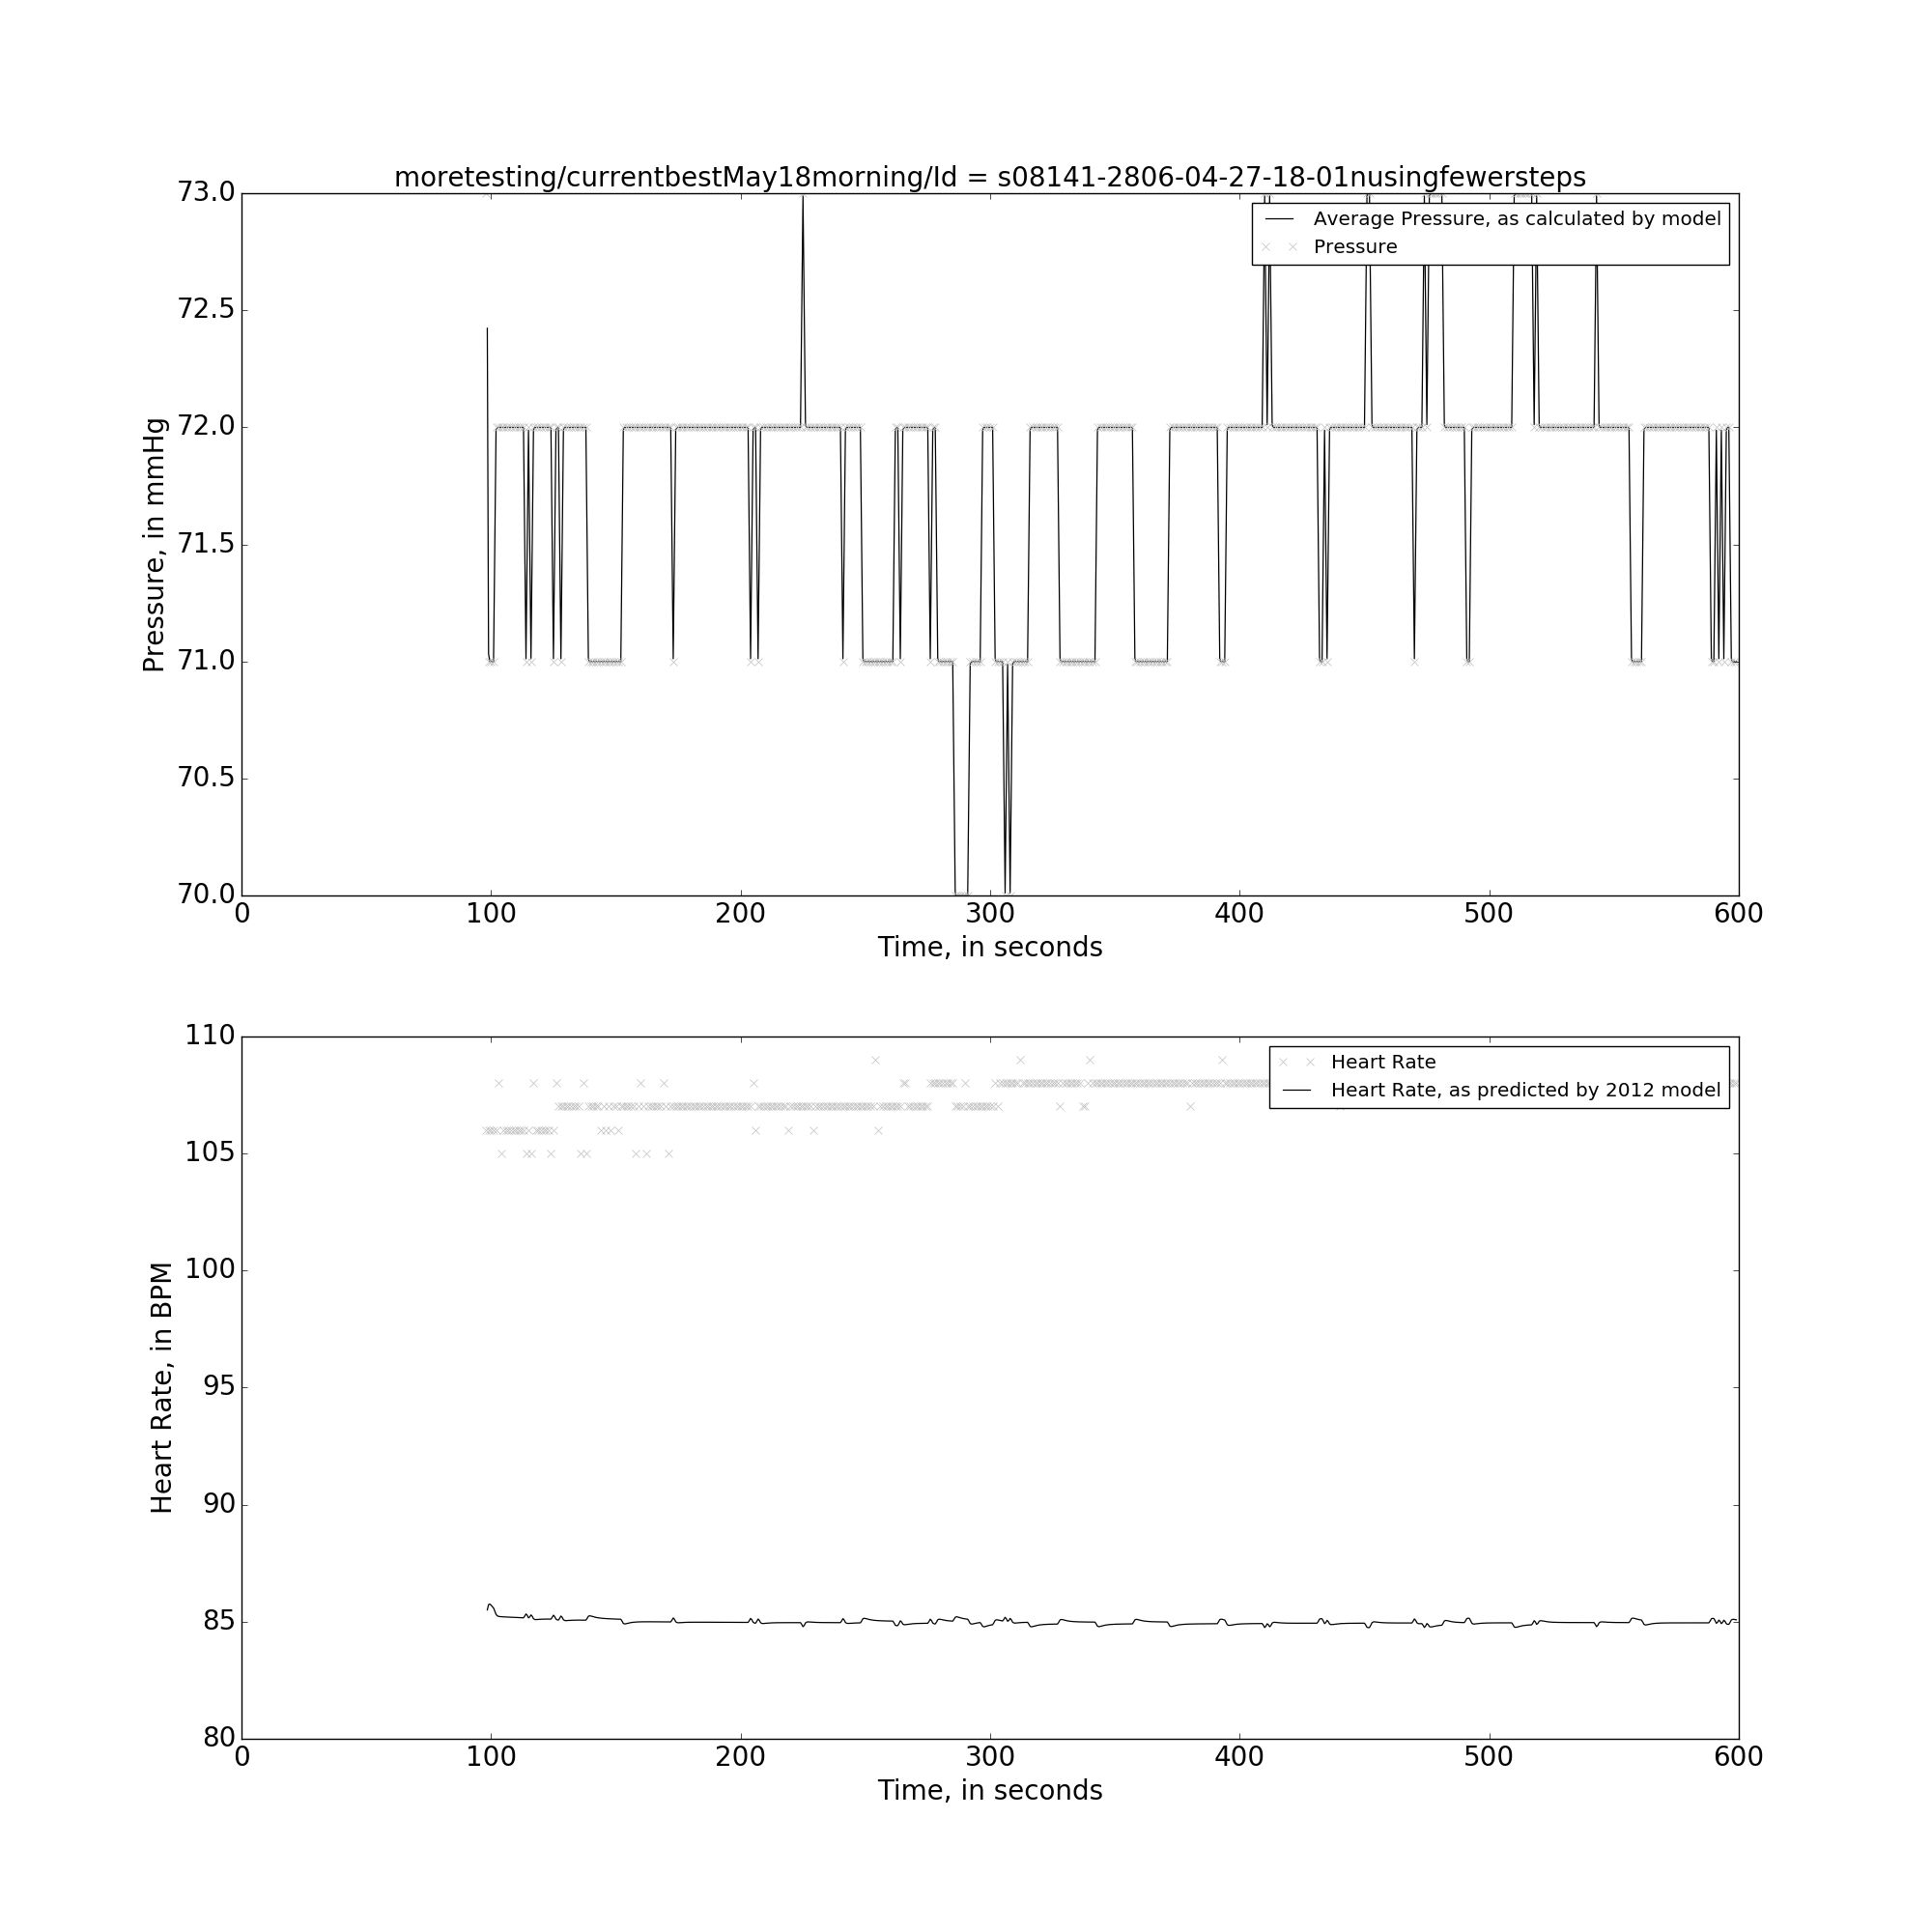 moretesting/currentbestMay18morning/Id = s08141-2806-04-27-18-01nusingfewersteps
73.0
72.5
72.0
71.5
71.0
70.5
70.0
Pressure, in mmHg
Average Pressure, as calculated by model
Pressure
0 100 200 300 400 500 600
Time, in seconds
110
105
100
95
90
85
80
Heart Rate, in BPM
Heart Rate
Heart Rate, as predicted by 2012 model
0 100 200 300 400 500 600
Time, in seconds